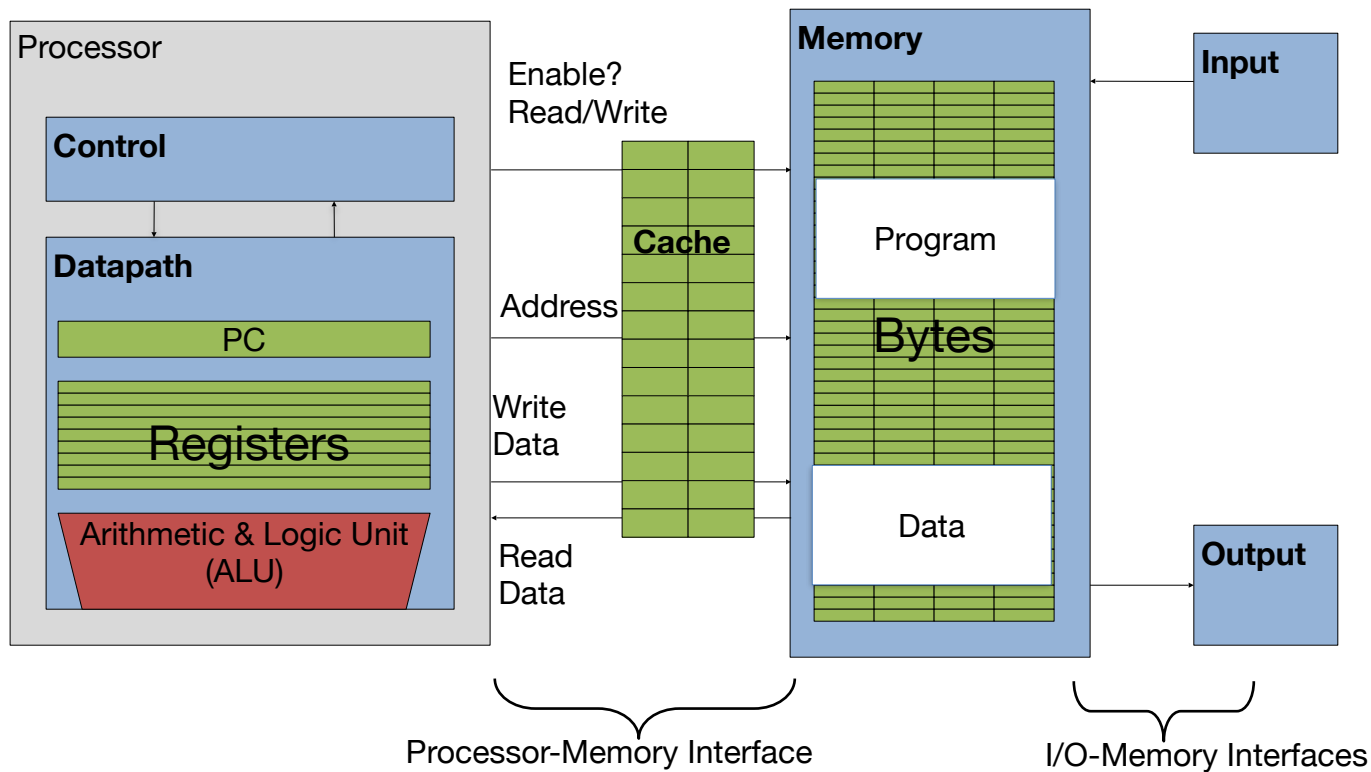 Processor
Control
Datapath
PC
Registers
Arithmetic & Logic Unit
(ALU)
Enable?
Read/Write
Address
Write
Data
Read
Data
Cache
Memory
Program
Bytes
Data
Input
Output
Processor-Memory Interface
I/O-Memory Interfaces